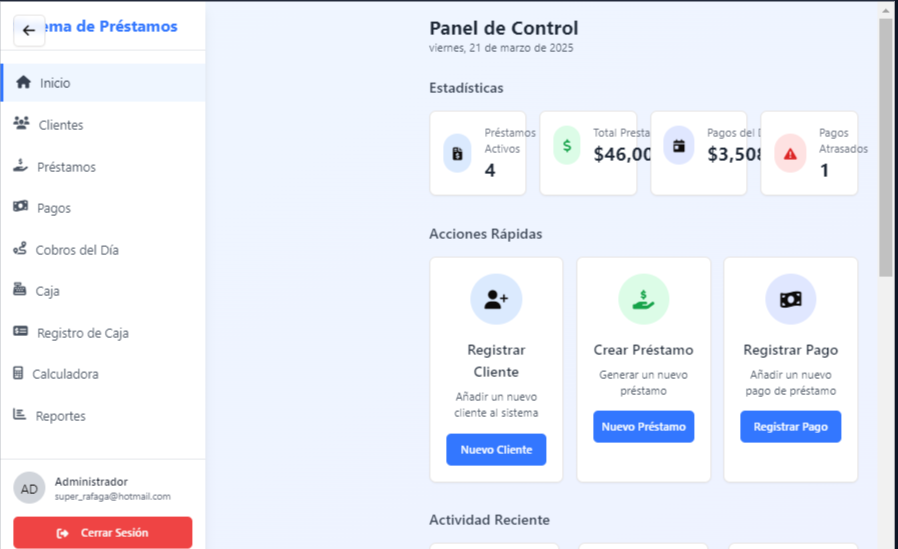 ema de Préstamos
Inicio
Clientes
Préstamos
Pagos
Cobros del Día
Caja
Registro de Caja
Calculadora
Reportes
AD
Administrador
super_rafaga@hotmail.com
Cerrar Sesión
Panel de Control
viernes, 21 de marzo de 2025
Estadísticas
Préstamos
Activos
4
Total Presta
$46,00
Pagos del
$3,508
Pagos
Atrasados
1
Acciones Rápidas
Registrar
Cliente
Añadir un nuevo
cliente al sistema
Nuevo Cliente
Crear Préstamo
Generar un nuevo
préstamo
Nuevo Préstamo
Registrar Pago
Añadir un nuevo
pago de préstamo
Registrar Pago
Actividad Reciente